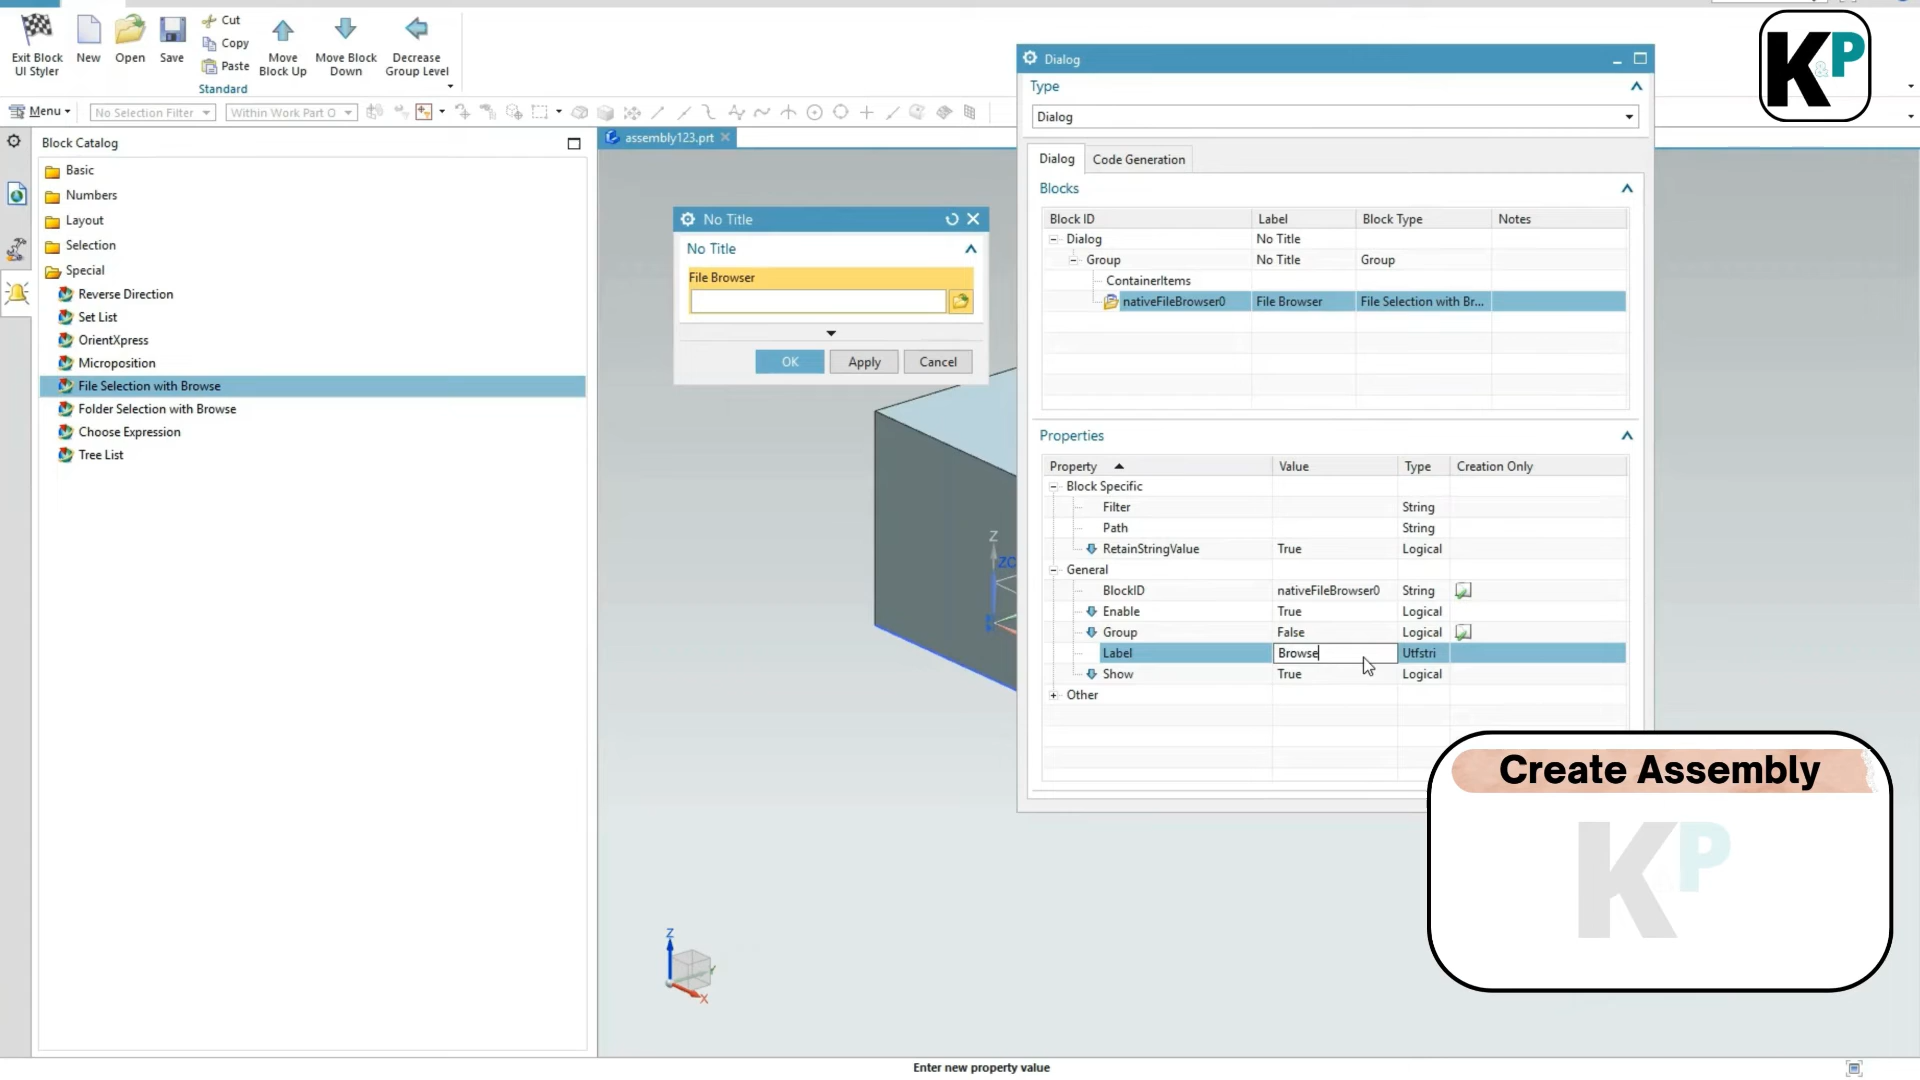 Exit Block
UI Styler
New
Open
Save
Cut
Copy
Paste
Move
Block Up
Move Block
Down
Decrease
Group Level
Standard
K&P
Menu
No Selection Filter
Within Work Part O
Block Catalog
Basic
Numbers
Layout
Selection
Special
Reverse Direction
Set List
OrientXpress
Microposition
File Selection with Browse
Folder Selection with Browse
Choose Expression
Tree List
assembly123.prt
No Title
No Title
File Browser
OK
Apply
Cancel
Z
ZC
Z
Y
X
Dialog
Type
Dialog
Dialog
Code Generation
Blocks
Block ID Label Block Type Notes
Dialog No Title
Group No Title Group
ContainerItems
nativeFileBrowser0 File Browser File Selection with Br...
Properties
Property Value Type Creation Only
Block Specific
Filter String
Path String
RetainStringValue True Logical
General
BlockID nativeFileBrowser0 String
Enable True Logical
Group False Logical
Label Browse Utfstri
Show True Logical
Other
Create Assembly
KP
Enter new property value